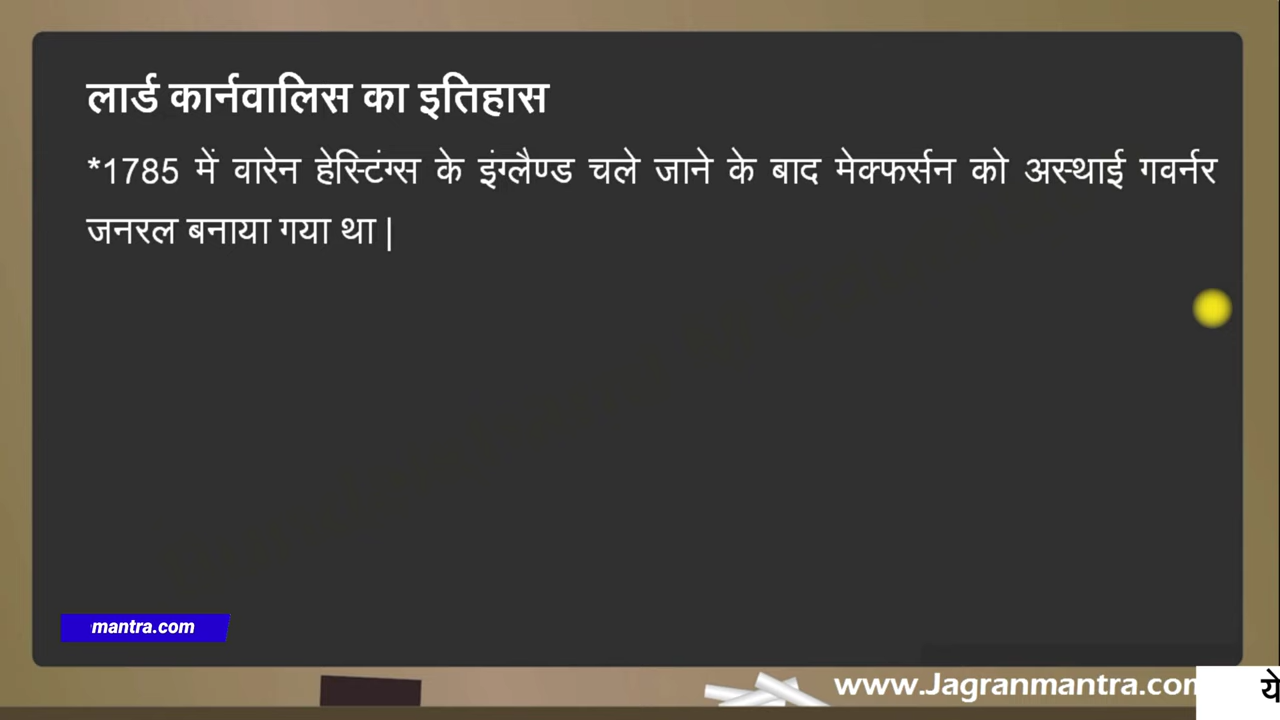 लार्ड कार्नवालिस का इतिहास
*1785 में वारेन हेस्टिंग्स के इंग्लैण्ड चले जाने के बाद मेक्फर्सन को अस्थाई गवर्नर
जनरल बनाया गया था |
mantra.com
www.Jagranmantra.com
ये